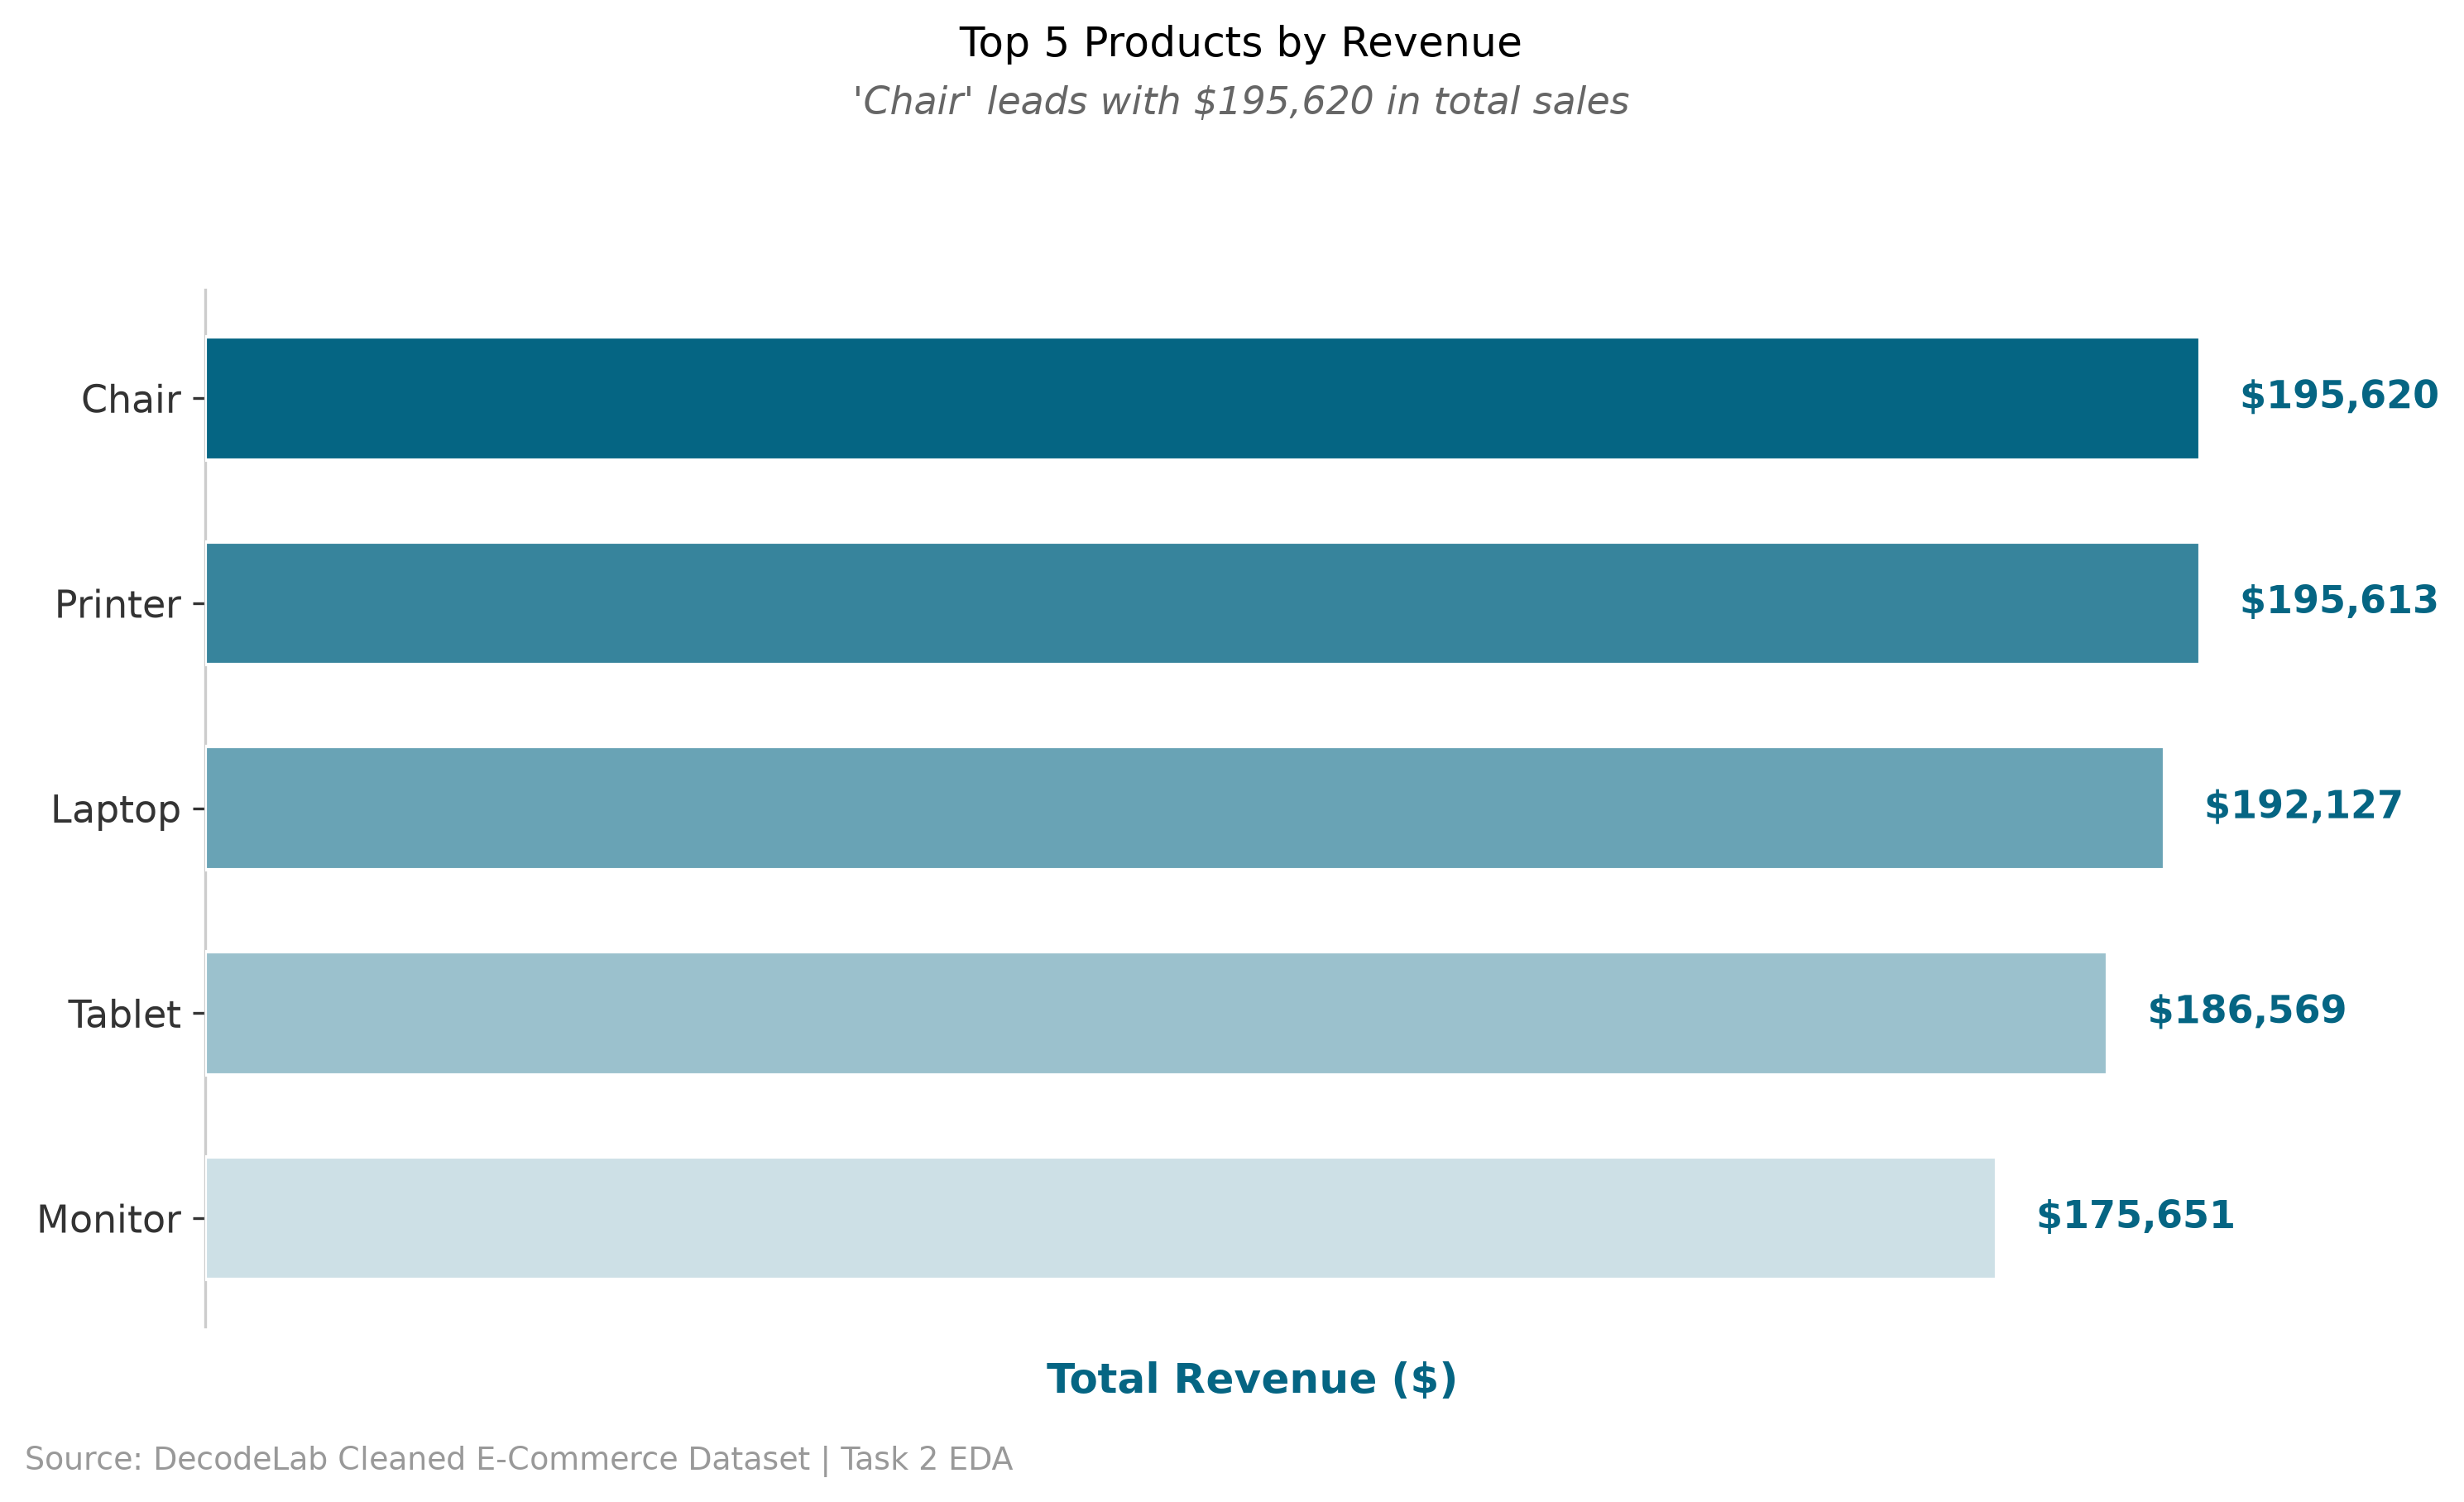 Top 5 Products by Revenue
'Chair' leads with $195,620 in total sales
Chair $195,620
Printer $195,613
Laptop $192,127
Tablet $186,569
Monitor $175,651
Total Revenue ($)
Source: DecodeLab Cleaned E-Commerce Dataset | Task 2 EDA